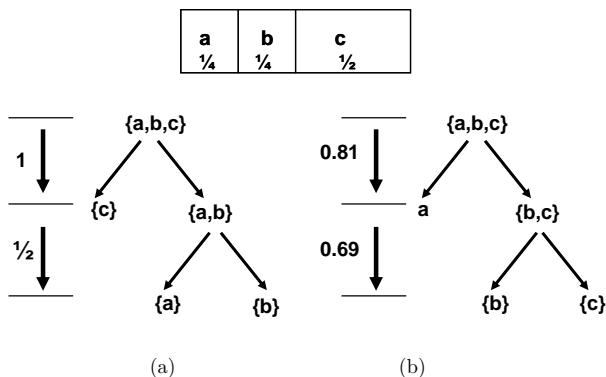 a b c
¼ ¼ ½
{a,b,c} {a,b,c}
1 0.81
{c} {a,b} a {b,c}
½ 0.69
{a} {b} {b} {c}
(a) (b)